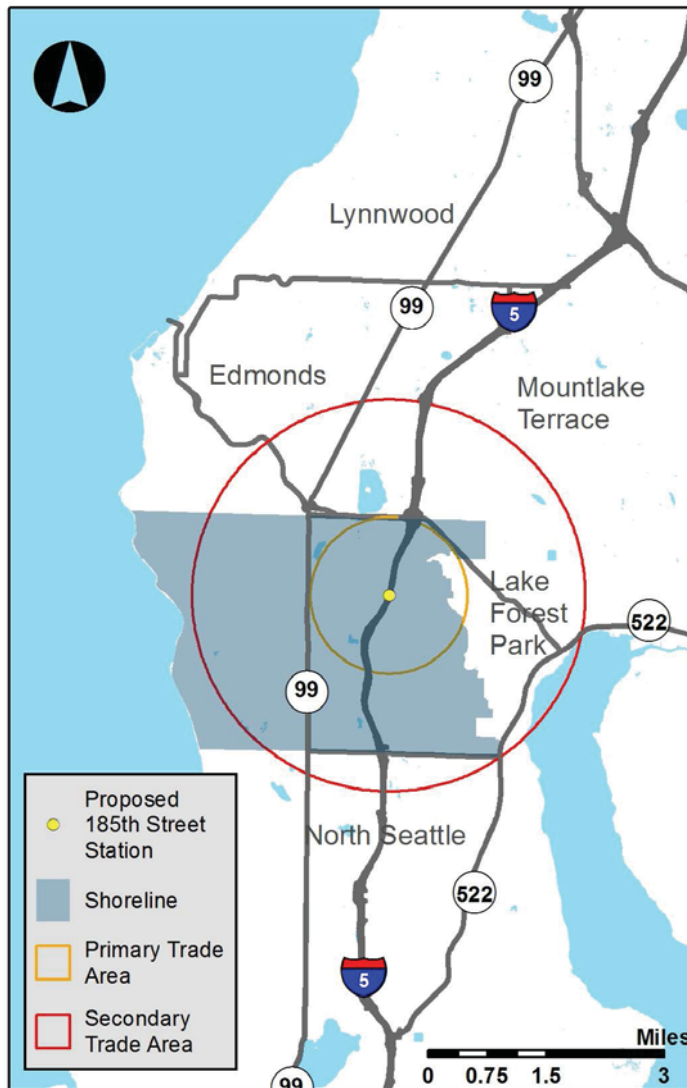 99
Lynnwood
99
5
Edmonds
Mountlake
Terrace
Lake
Forest
Park
522
99
North Seattle
522
5
99
Proposed
185th Street
Station
Shoreline
Primary Trade
Area
Secondary
Trade Area
Miles
0 0.75 1.5 3